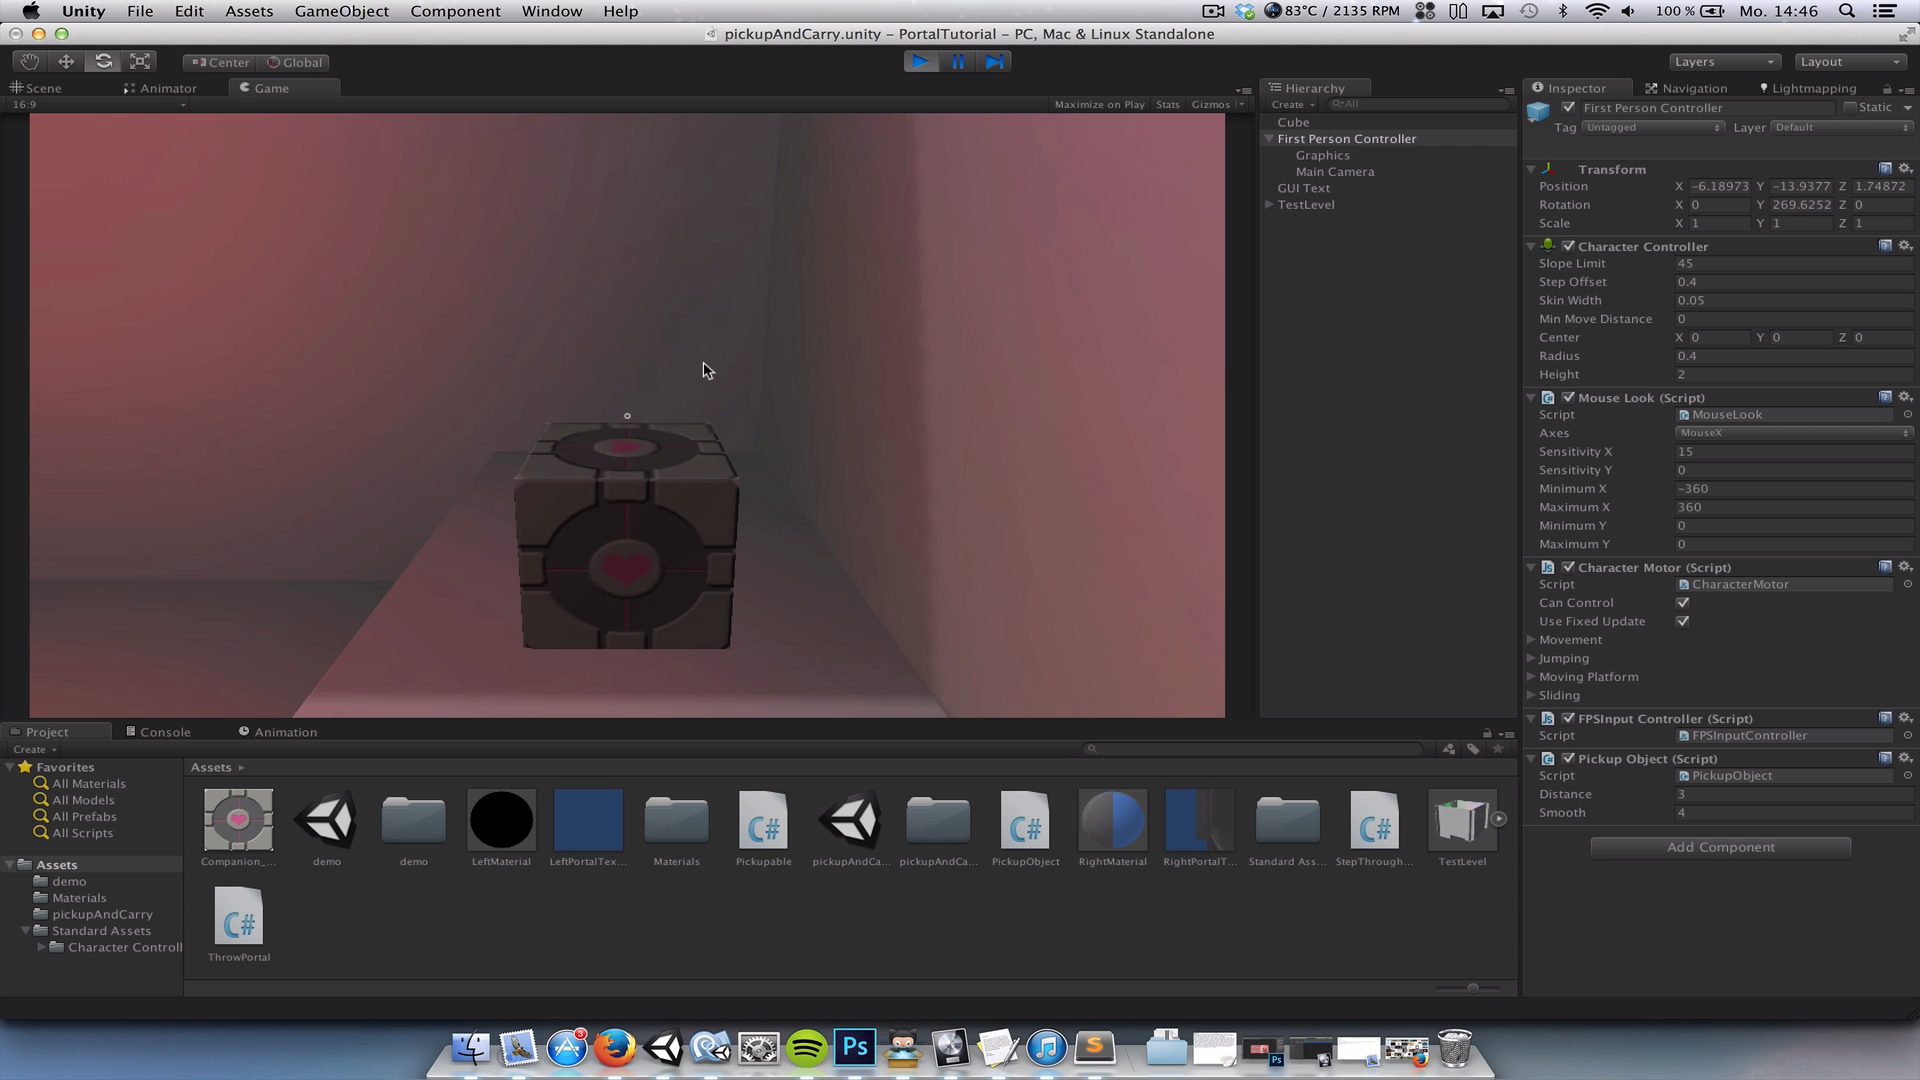 Unity File Edit Assets GameObject Component Window Help 83°C / 2135 RPM 100 % Mo. 14:46
pickupAndCarry.unity – PortalTutorial – PC, Mac & Linux Standalone
Center Global Layers Layout
Scene Animator Game Hierarchy Inspector Navigation Lightmapping
16:9 Maximize on Play Stats Gizmos Create All
First Person Controller Static
Tag Untagged Layer Default
Cube
First Person Controller
Graphics
Main Camera
GUI Text
TestLevel
Transform
Position X -6.18973 Y -13.9377 Z 1.74872
Rotation X 0 Y 269.6252 Z 0
Scale X 1 Y 1 Z 1
Character Controller
Slope Limit 45
Step Offset 0.4
Skin Width 0.05
Min Move Distance 0
Center X 0 Y 0 Z 0
Radius 0.4
Height 2
Mouse Look (Script)
Script MouseLook
Axes MouseX
Sensitivity X 15
Sensitivity Y 0
Minimum X -360
Maximum X 360
Minimum Y 0
Maximum Y 0
Character Motor (Script)
Script CharacterMotor
Can Control
Use Fixed Update
Movement
Jumping
Moving Platform
Sliding
FPSInput Controller (Script)
Script FPSInputController
Pickup Object (Script)
Script PickupObject
Distance 3
Smooth 4
Add Component
Project Console Animation
Create
Favorites
All Materials
All Models
All Prefabs
All Scripts
Assets
demo
Materials
pickupAndCarry
Standard Assets
Character Controll
Assets
C# C# C#
Companion_... demo demo LeftMaterial LeftPortalTex... Materials Pickupable pickupAndCa... pickupAndCa... PickupObject RightMaterial RightPortalT... Standard Ass... StepThrough... TestLevel
C#
ThrowPortal
3 Ps S Ps